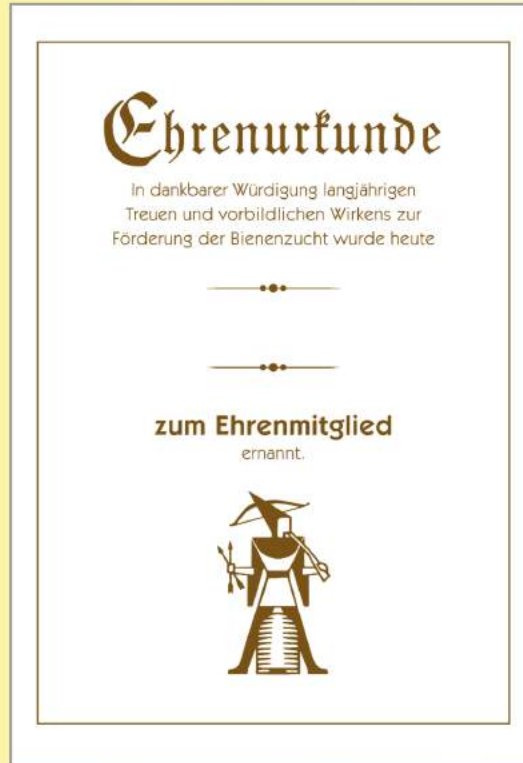 Ehrenurkunde
In dankbarer Würdigung langjährigen
Treuen und vorbildlichen Wirkens zur
Förderung der Bienenzucht wurde heute
zum Ehrenmitglied
ernannt.